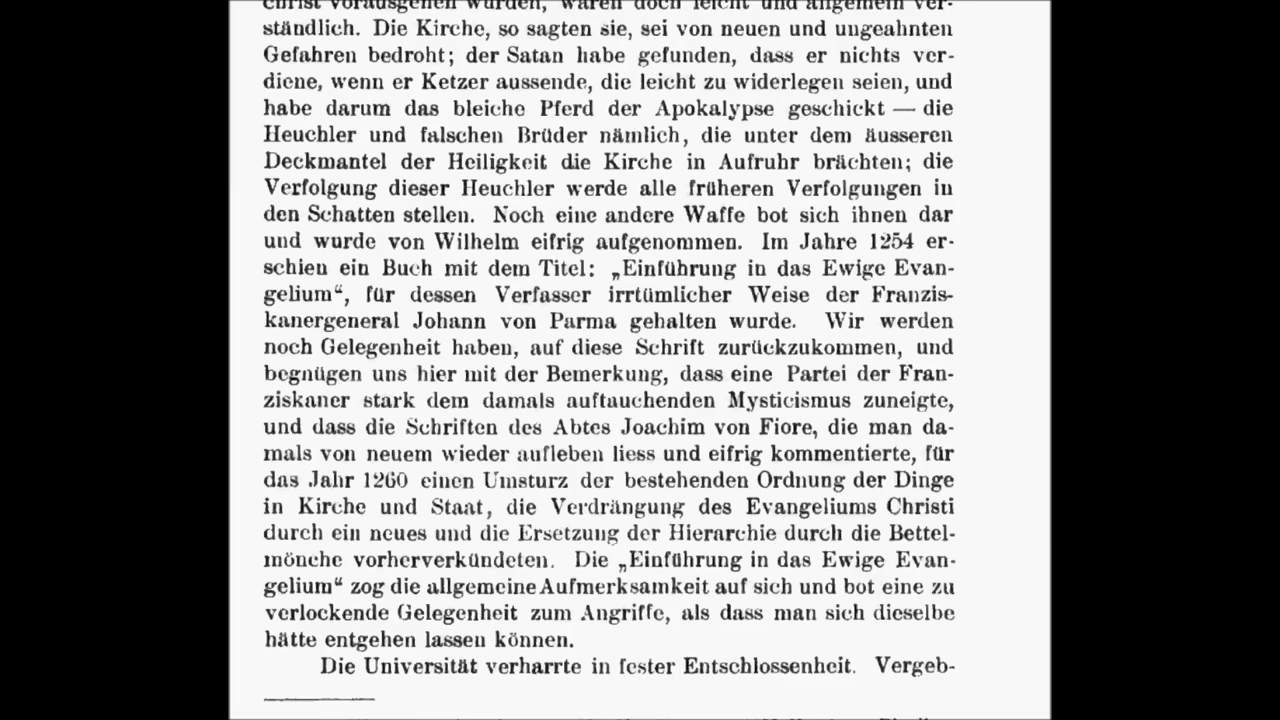 christ vorausgehen würden, waren doch leicht und allgemein ver-
ständlich. Die Kirche, so sagten sie, sei von neuen und ungeahnten
Gefahren bedroht; der Satan habe gefunden, dass er nichts ver-
diene, wenn er Ketzer aussende, die leicht zu widerlegen seien, und
habe darum das bleiche Pferd der Apokalypse geschickt — die
Heuchler und falschen Brüder nämlich, die unter dem äusseren
Deckmantel der Heiligkeit die Kirche in Aufruhr brächten; die
Verfolgung dieser Heuchler werde alle früheren Verfolgungen in
den Schatten stellen. Noch eine andere Waffe bot sich ihnen dar
und wurde von Wilhelm eifrig aufgenommen. Im Jahre 1254 er-
schien ein Buch mit dem Titel: „Einführung in das Ewige Evan-
gelium“, für dessen Verfasser irrtümlicher Weise der Franzis-
kanergeneral Johann von Parma gehalten wurde. Wir werden
noch Gelegenheit haben, auf diese Schrift zurückzukommen, und
begnügen uns hier mit der Bemerkung, dass eine Partei der Fran-
ziskaner stark dem damals auftauchenden Mysticismus zuneigte,
und dass die Schriften des Abtes Joachim von Fiore, die man da-
mals von neuem wieder aufleben liess und eifrig kommentierte, für
das Jahr 1260 einen Umsturz der bestehenden Ordnung der Dinge
in Kirche und Staat, die Verdrängung des Evangeliums Christi
durch ein neues und die Ersetzung der Hierarchie durch die Bettel-
mönche vorherverkündeten. Die „Einführung in das Ewige Evan-
gelium“ zog die allgemeine Aufmerksamkeit auf sich und bot eine zu
verlockende Gelegenheit zum Angriffe, als dass man sich dieselbe
hätte entgehen lassen können.
Die Universität verharrte in fester Entschlossenheit. Vergeb-